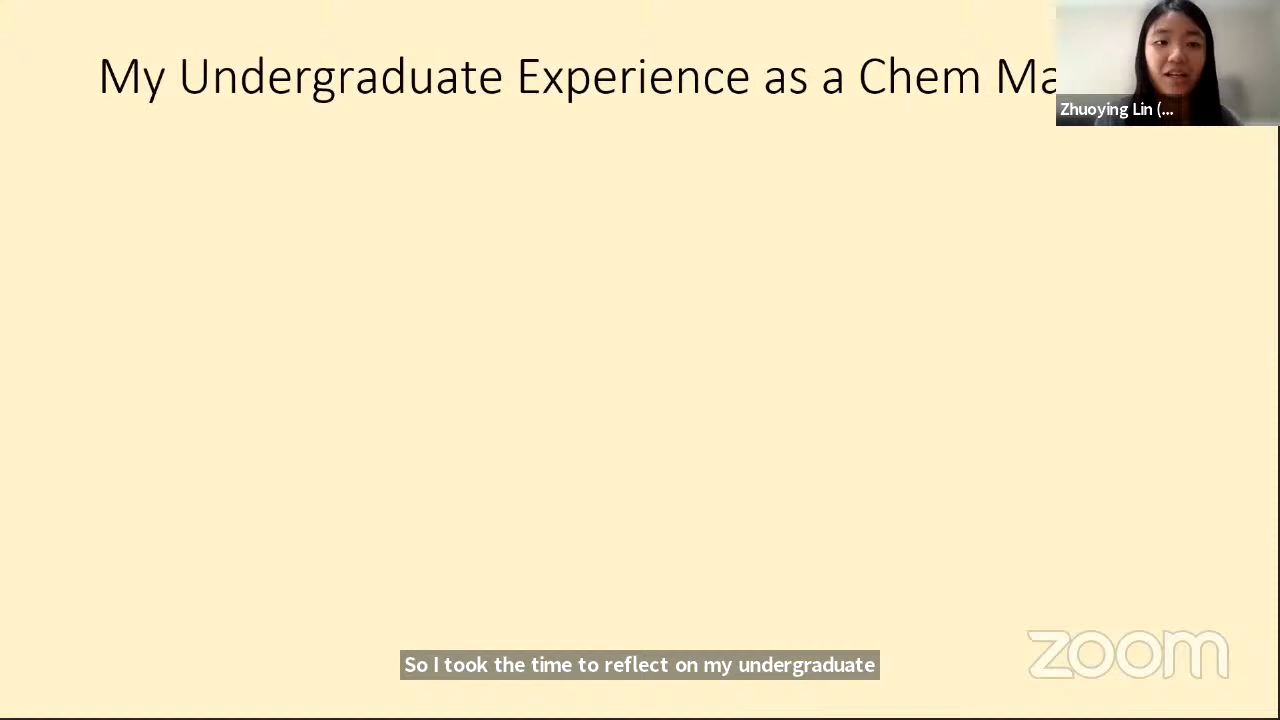 My Undergraduate Experience as a Chem Ma
Zhuoying Lin (...
So I took the time to reflect on my undergraduate
zoom